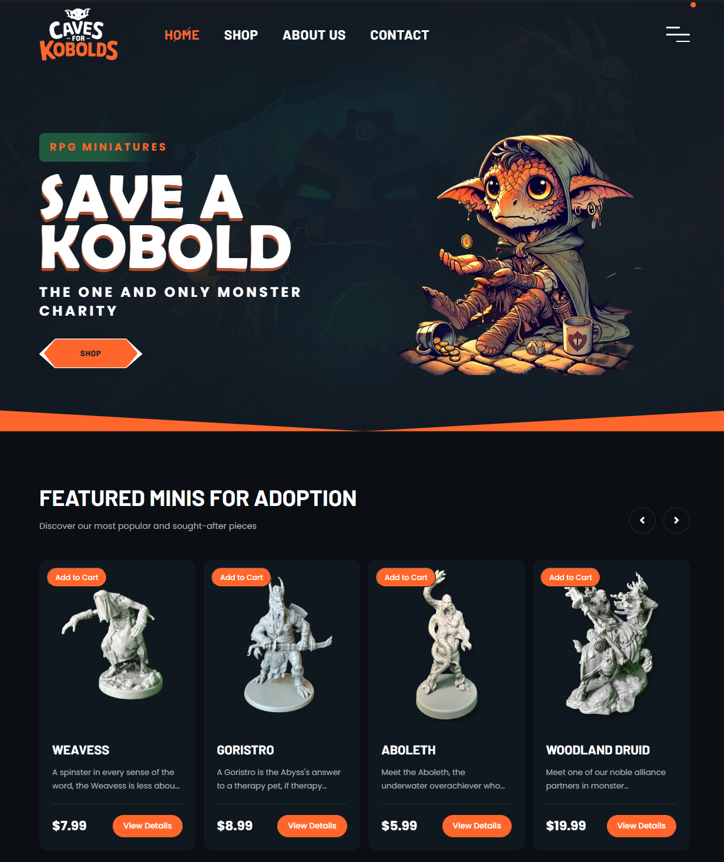 CAVES
FOR
KOBOLDS
HOME SHOP ABOUT US CONTACT
RPG MINIATURES
SAVE A
KOBOLD
THE ONE AND ONLY MONSTER
CHARITY
SHOP
FEATURED MINIS FOR ADOPTION
Discover our most popular and sought-after pieces
Add to Cart
WEAVESS
A spinster in every sense of the
word, the Weavess is less abou...
$7.99 View Details
Add to Cart
GORISTRO
A Goristro is the Abyss's answer
to a therapy pet, if therapy...
$8.99 View Details
Add to Cart
ABOLETH
Meet the Aboleth, the
underwater overachiever who...
$5.99 View Details
Add to Cart
WOODLAND DRUID
Meet one of our noble alliance
partners in monster...
$19.99 View Details